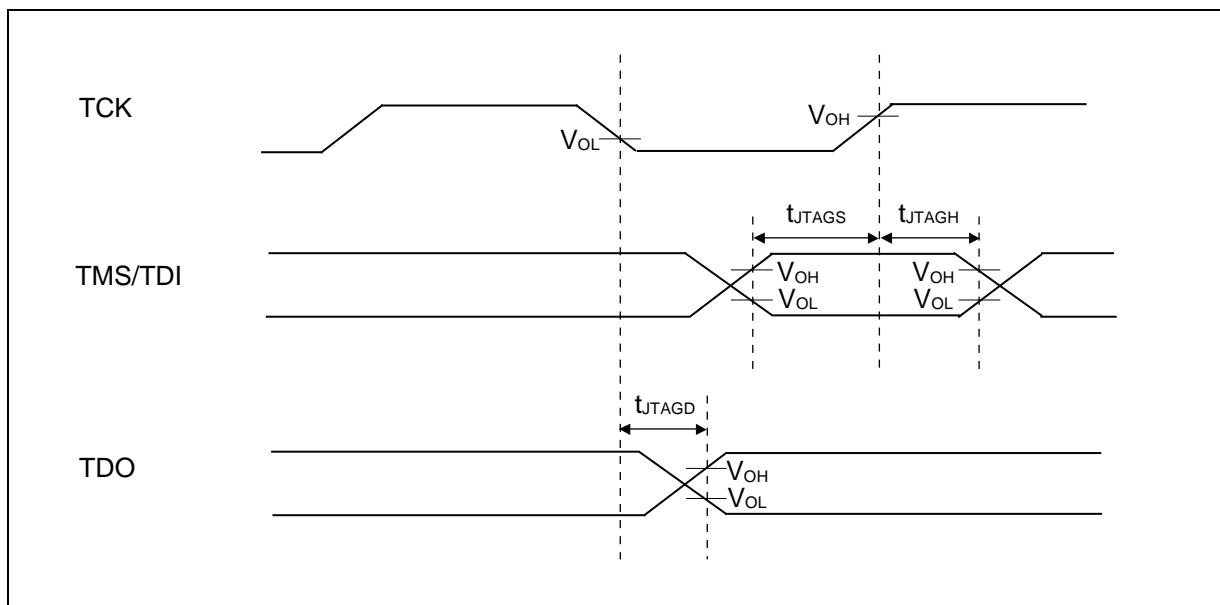 TCK
VOL
VOH
tJTAGS
tJTAGH
TMS/TDI
VOH
VOL
VOH
VOL
tJTAGD
TDO
VOH
VOL